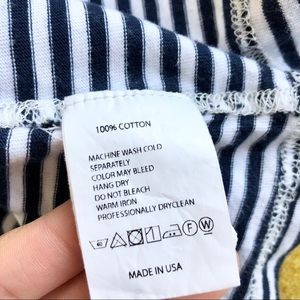 100% COTTON
MACHINE WASH COLD
SEPARATELY
COLOR MAY BLEED
HANG DRY
DO NOT BLEACH
WARM IRON
PROFESSIONALLY DRYCLEAN
40 F W
MADE IN USA